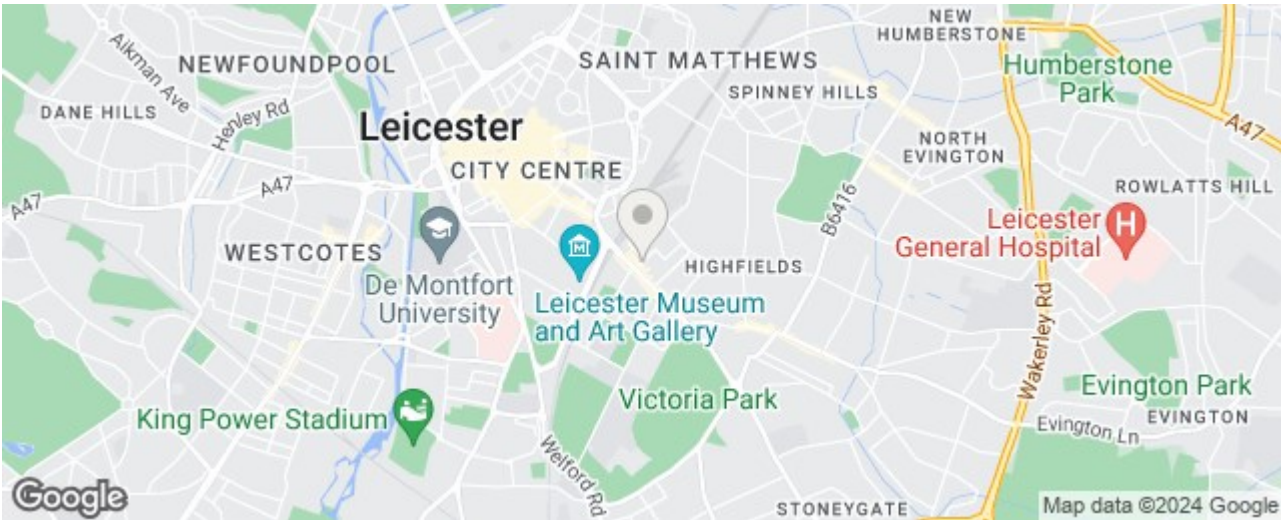 NEW
HUMBERSTONE
Aikman Ave
NEWFOUNDPOOL
SAINT MATTHEWS
Humberstone
Park
SPINNEY HILLS
DANE HILLS
Henley Rd
Leicester
A47
NORTH
EVINGTON
CITY CENTRE
A47
ROWLATTS HILL
A47
B6416
Leicester
General Hospital
H
WESTCOTES
M
HIGHFIELDS
De Montfort
University
Leicester Museum
and Art Gallery
Wakerley Rd
Victoria Park
Evington Park
King Power Stadium
EVINGTON
Evington Ln
Welford Rd
STONEYGATE
Google
Map data ©2024 Google